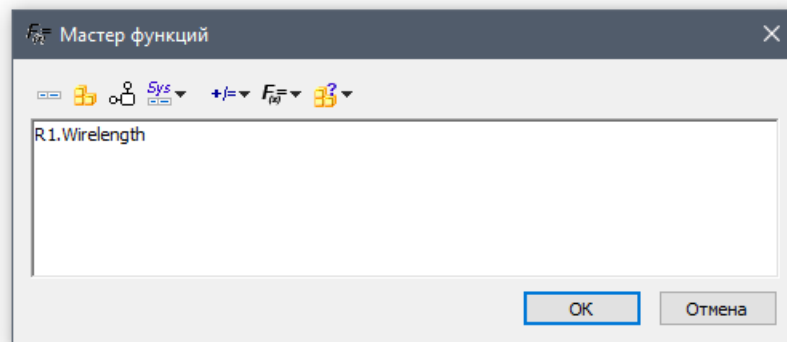 Мастер функций
Sys +/= F(x)= ?
R1.Wirelength
OK Отмена